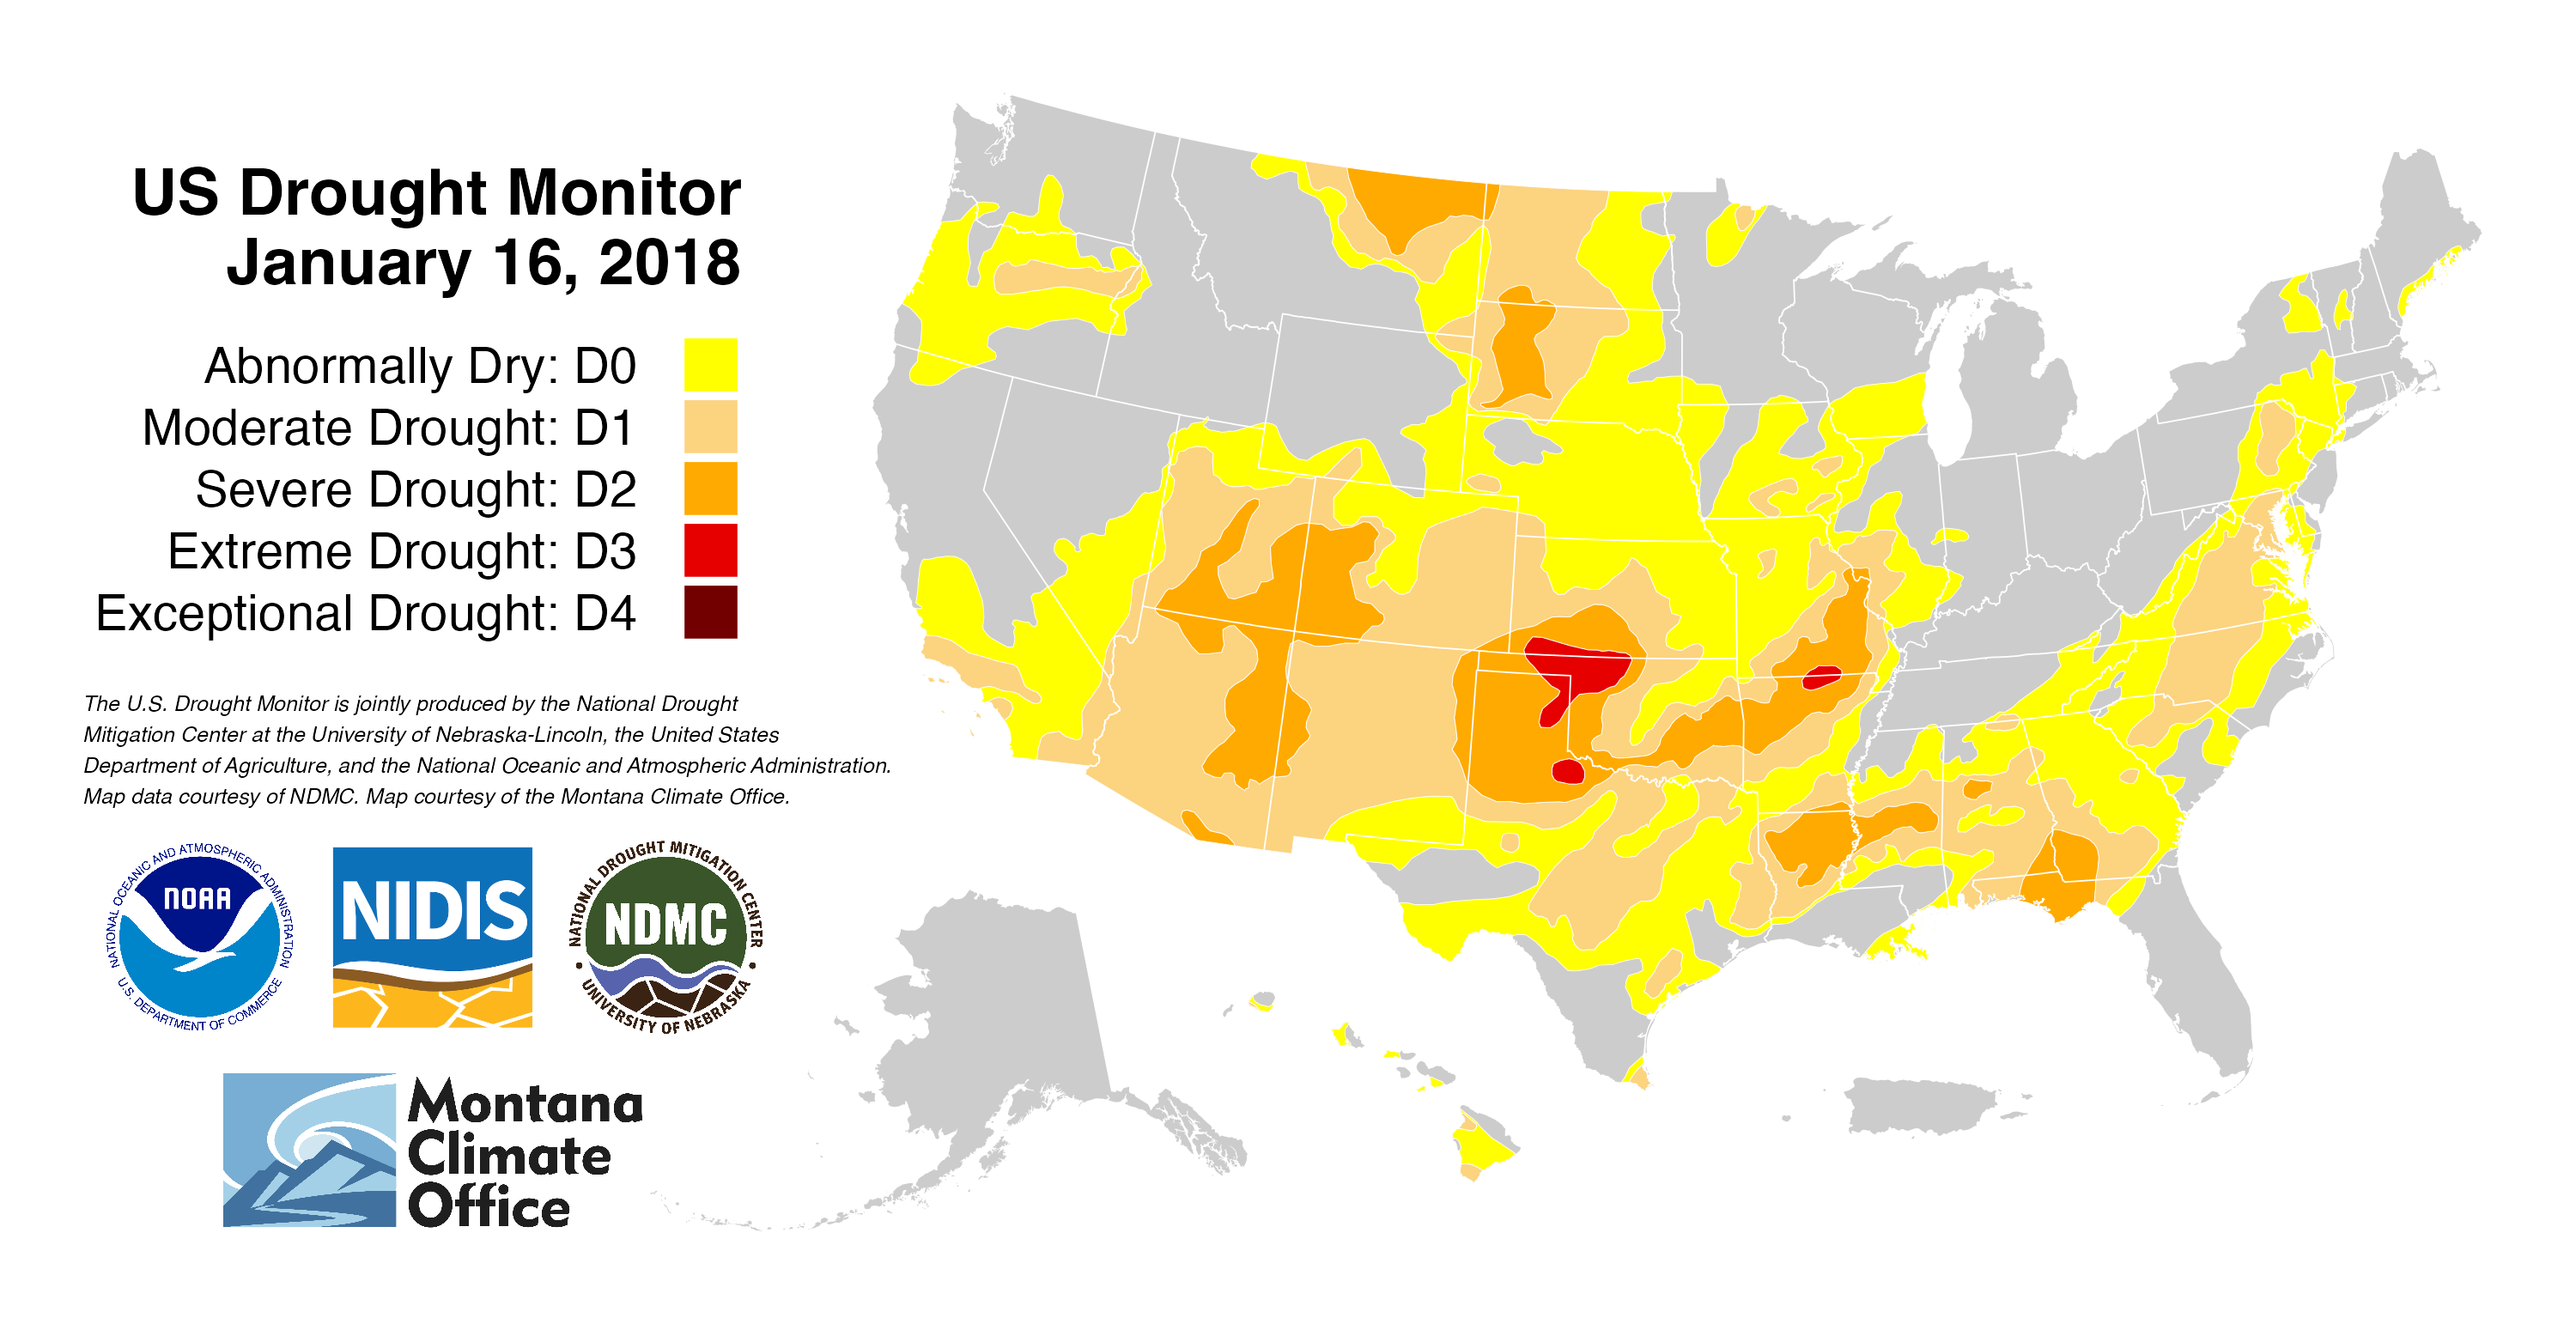 US Drought Monitor
January 16, 2018
Abnormally Dry: D0
Moderate Drought: D1
Severe Drought: D2
Extreme Drought: D3
Exceptional Drought: D4
The U.S. Drought Monitor is jointly produced by the National Drought
Mitigation Center at the University of Nebraska-Lincoln, the United States
Department of Agriculture, and the National Oceanic and Atmospheric Administration.
Map data courtesy of NDMC. Map courtesy of the Montana Climate Office.
NATIONAL OCEANIC AND ATMOSPHERIC ADMINISTRATION
NOAA
U.S. DEPARTMENT OF COMMERCE
NIDIS
NATIONAL DROUGHT MITIGATION CENTER
NDMC
UNIVERSITY OF NEBRASKA
Montana
Climate
Office